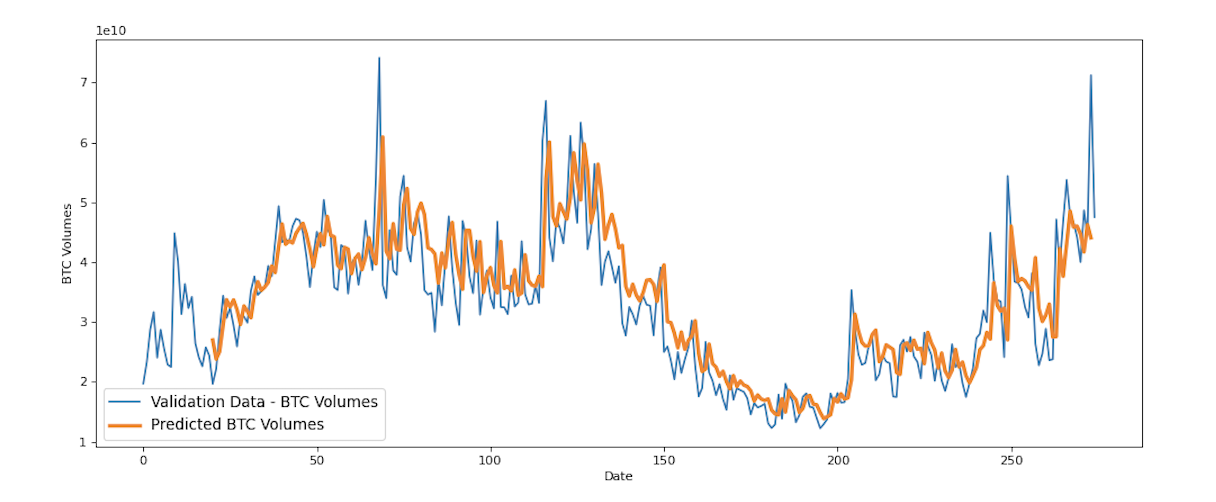 1e10
7
6
5
4
3
2
1
BTC Volumes
Validation Data - BTC Volumes
Predicted BTC Volumes
0 50 100 150 200 250
Date